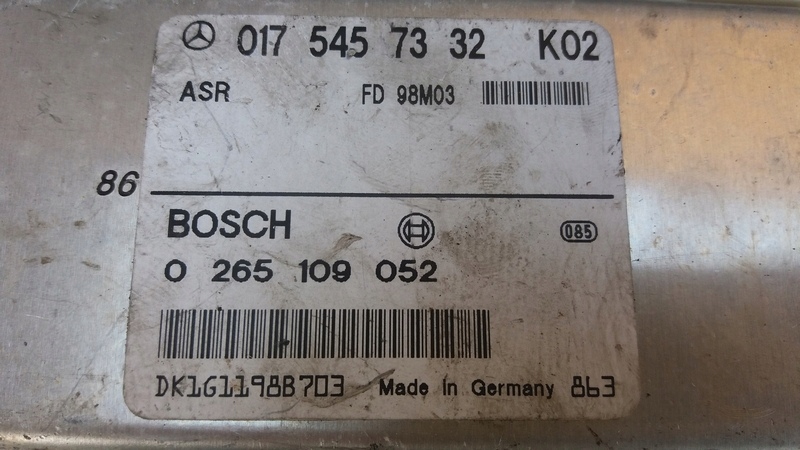 017 545 73 32 K02
ASR FD 98M03
86
BOSCH 085
0 265 109 052
DK1G1198B703 Made In Germany 863